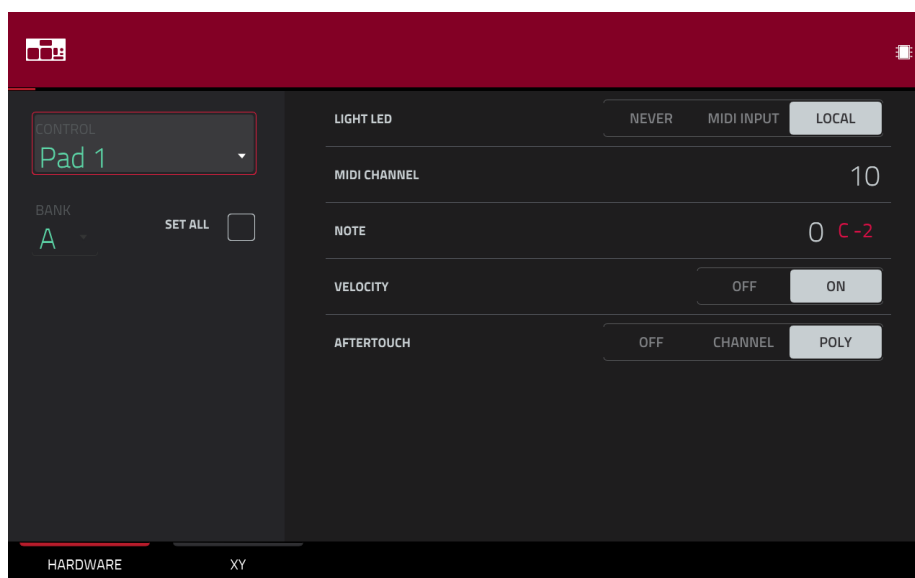 CONTROL
Pad 1
BANK
A
SET ALL
LIGHT LED NEVER MIDI INPUT LOCAL
MIDI CHANNEL 10
NOTE 0 C -2
VELOCITY OFF ON
AFTERTOUCH OFF CHANNEL POLY
HARDWARE XY